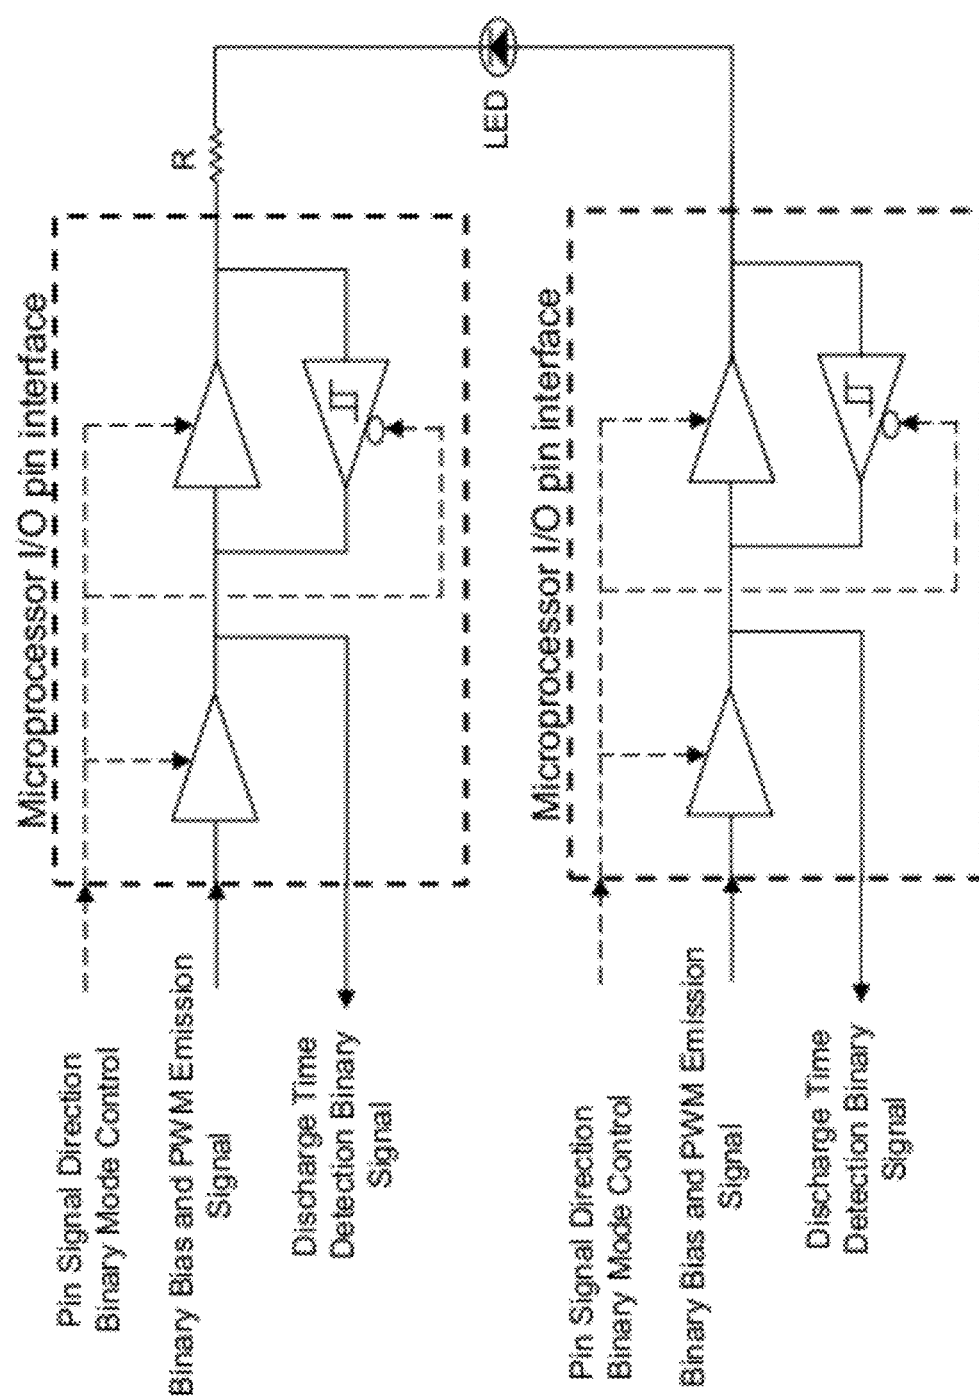 Microprocessor I/O pin interface
R
LED
Pin Signal Direction
Binary Mode Control
Binary Bias and PWM Emission
Signal
Discharge Time
Detection Binary
Signal
Microprocessor I/O pin interface
Pin Signal Direction
Binary Mode Control
Binary Bias and PWM Emission
Signal
Discharge Time
Detection Binary
Signal